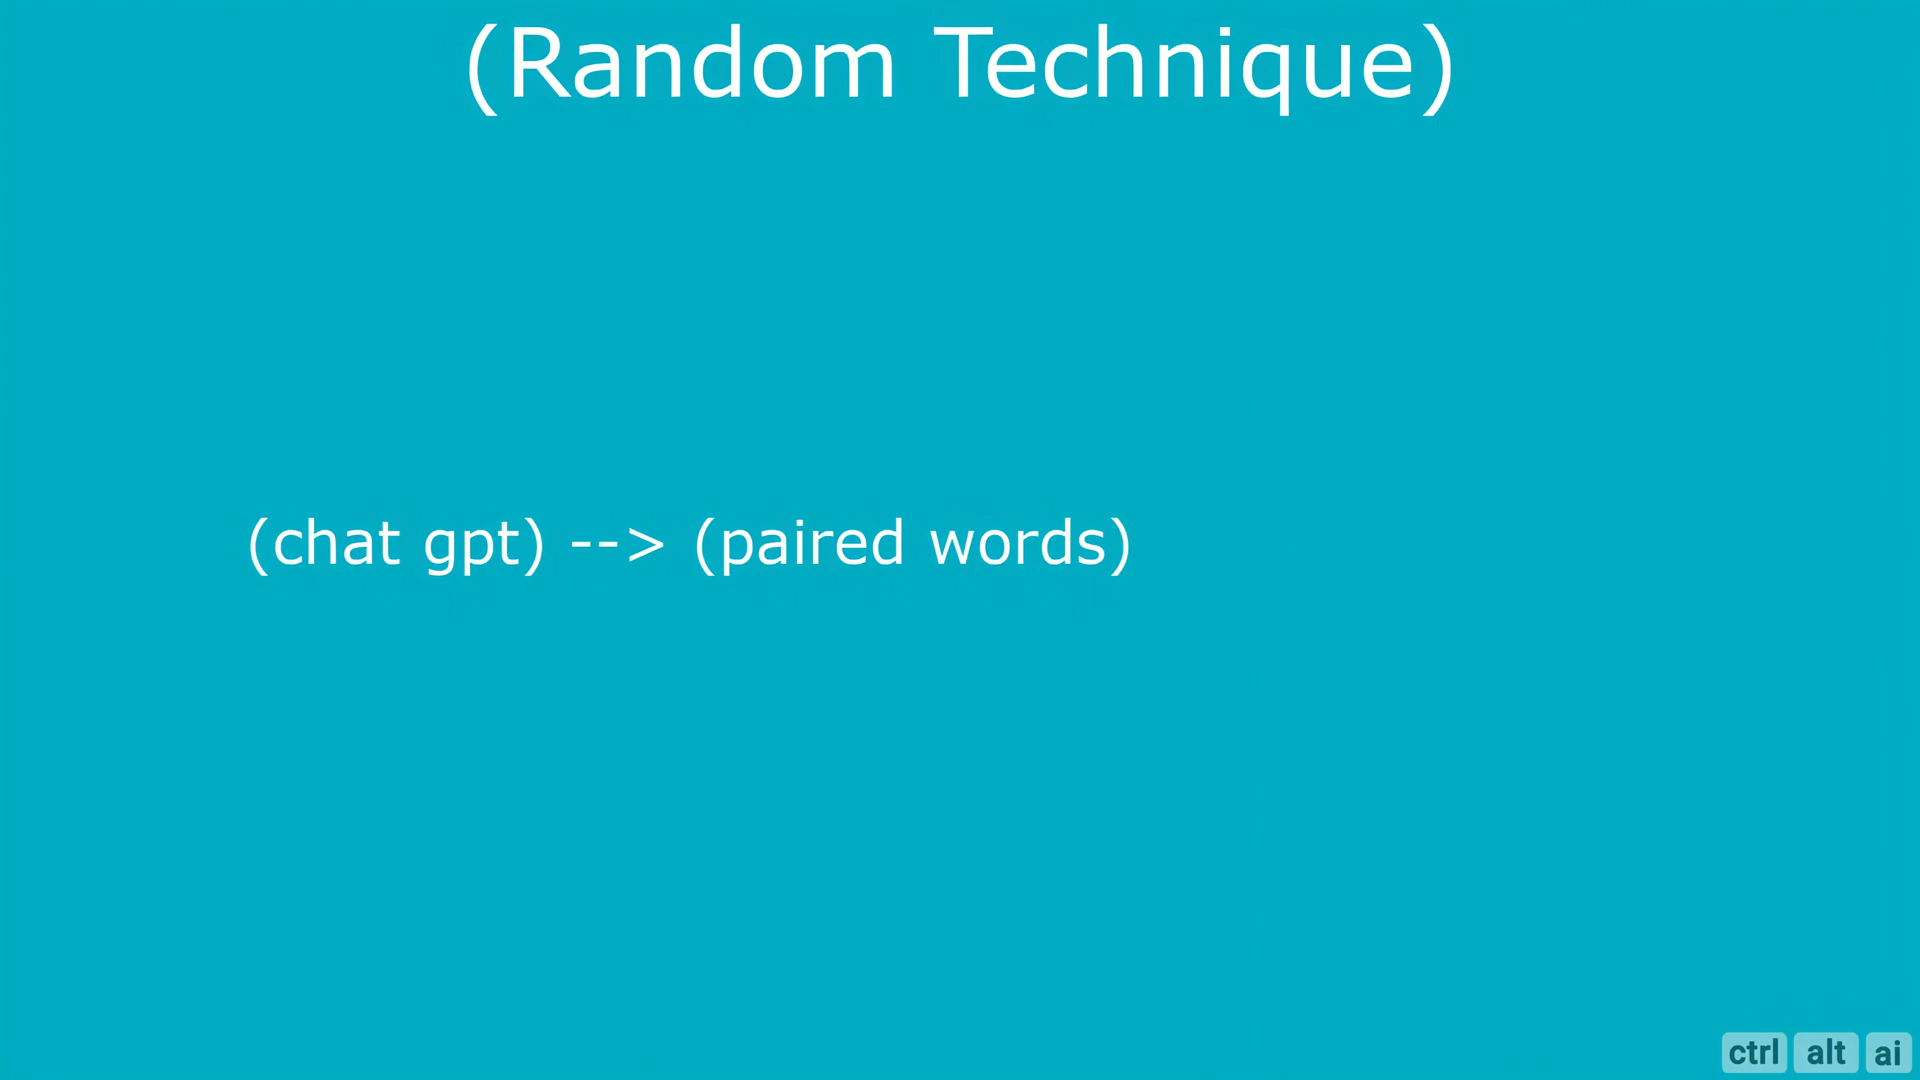 (Random Technique)
(chat gpt) --> (paired words)
ctrl alt ai